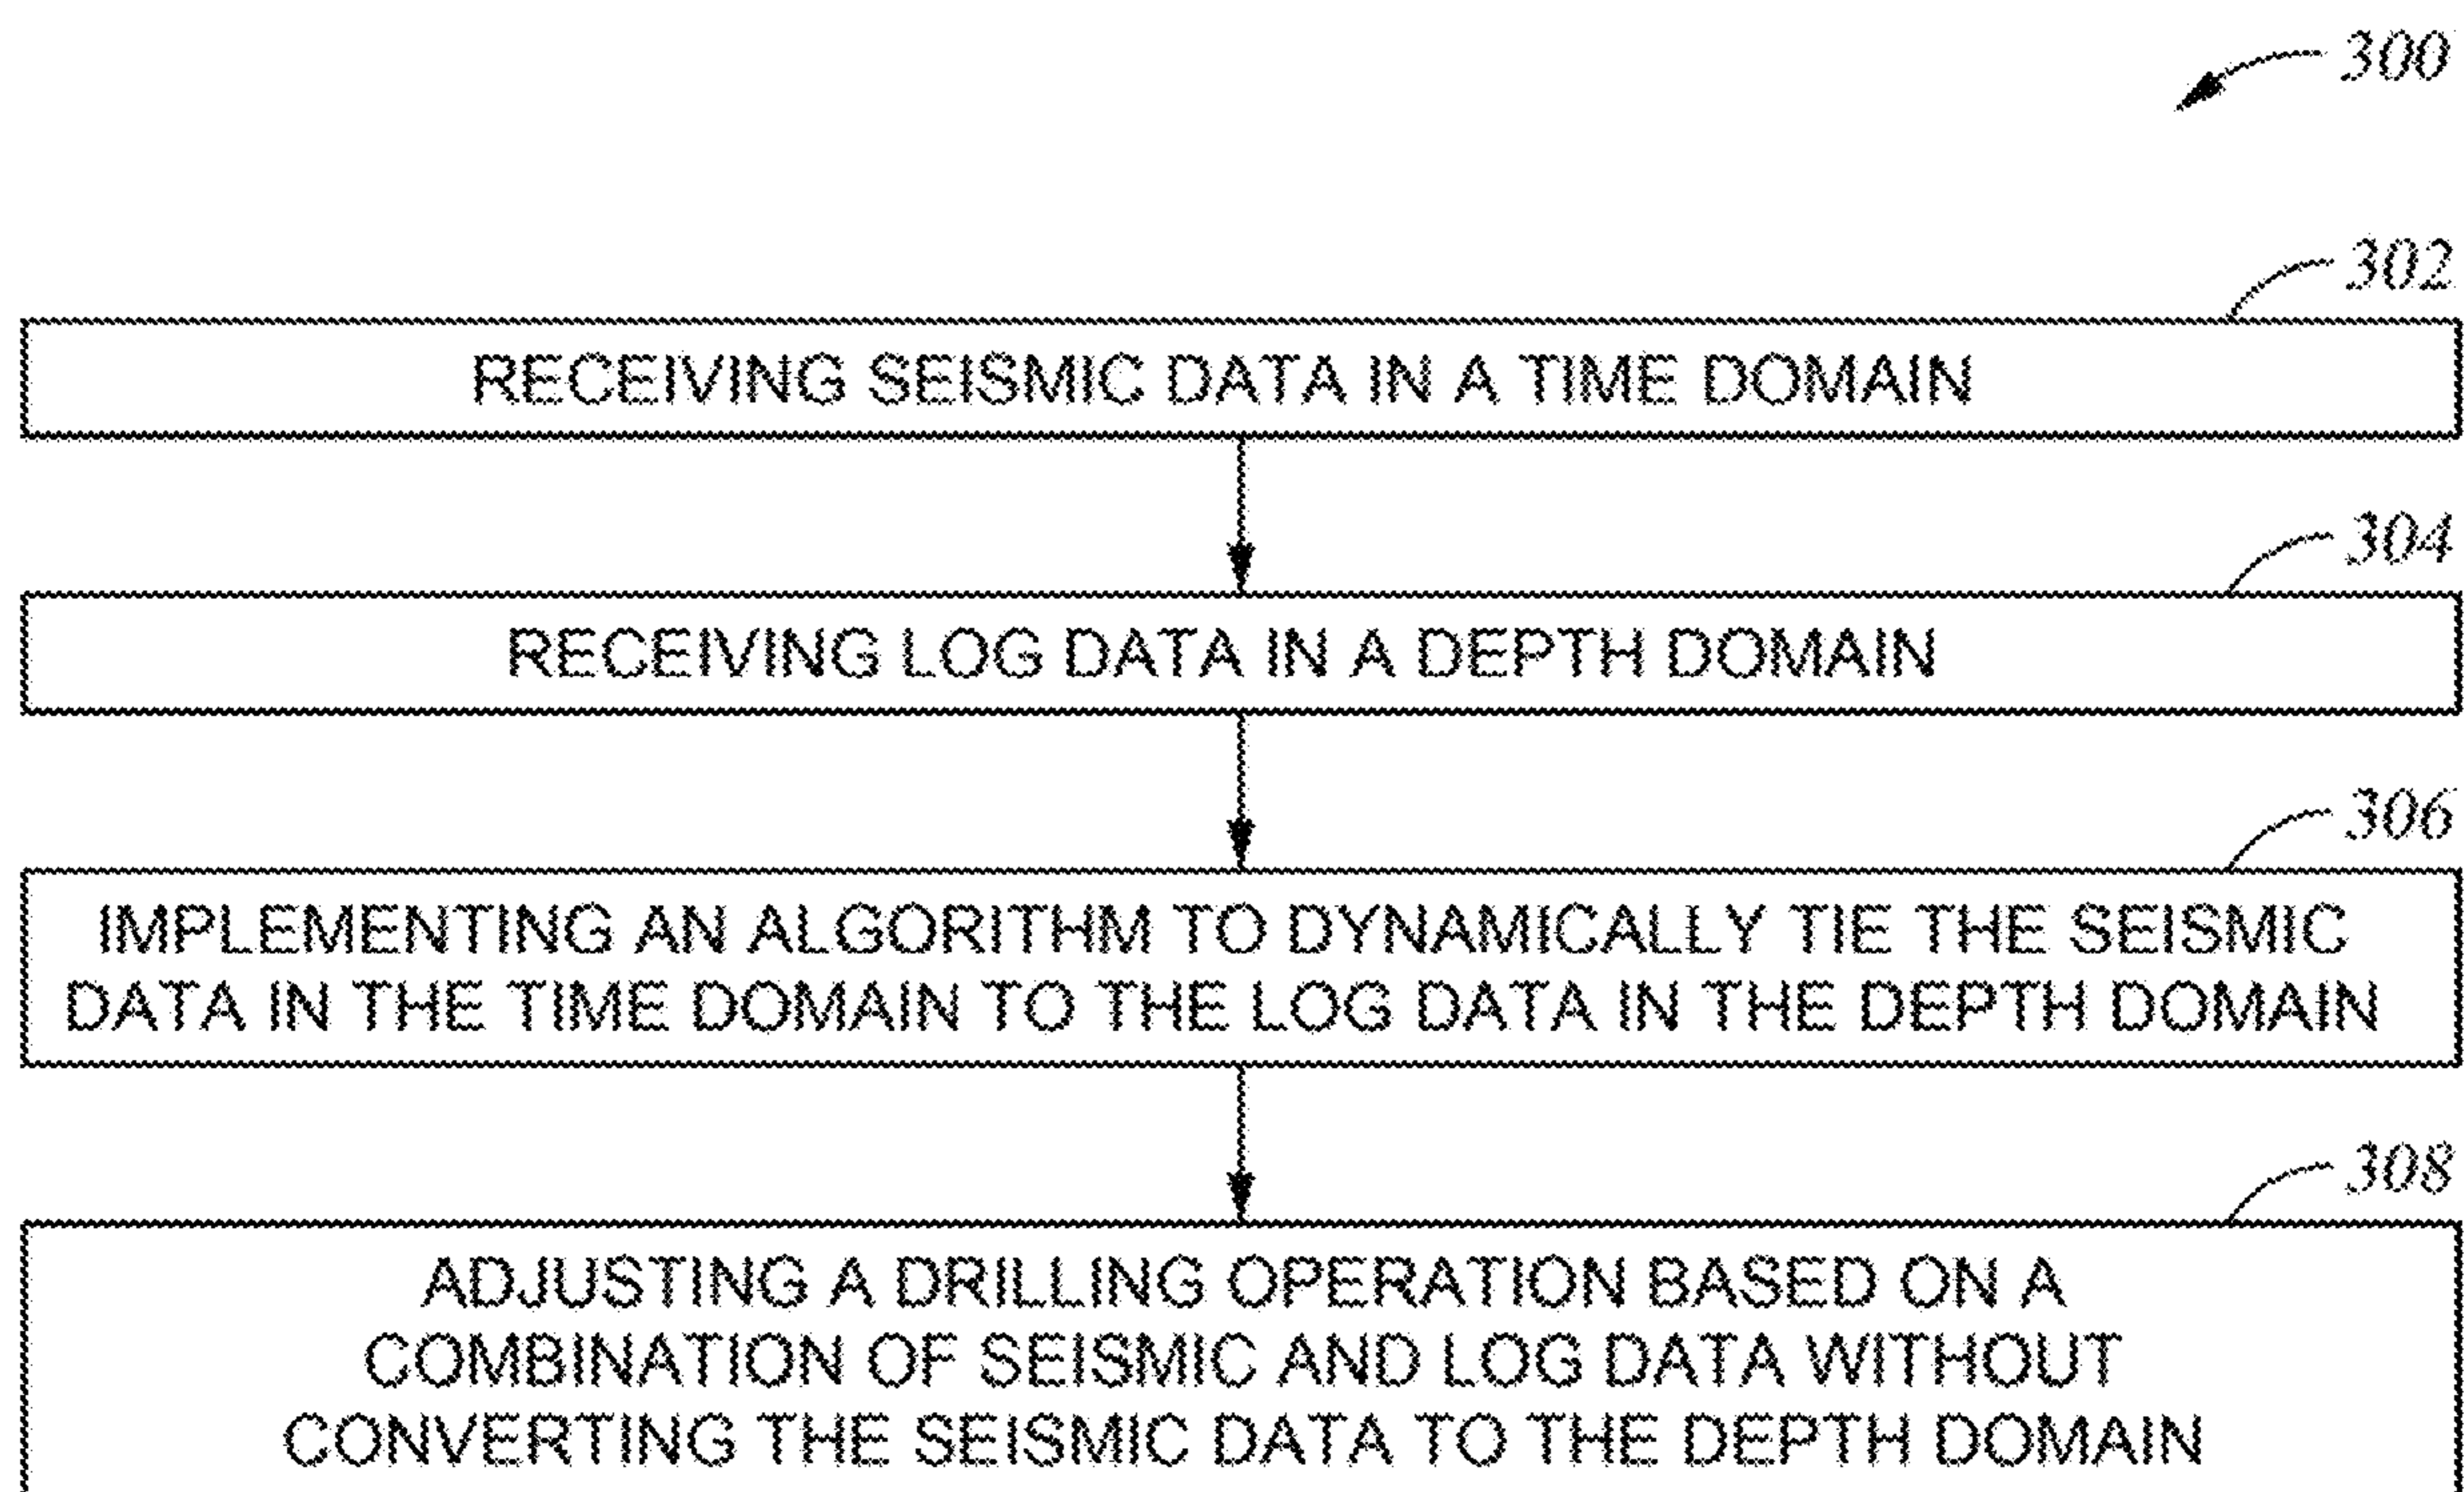 300
302
RECEIVING SEISMIC DATA IN A TIME DOMAIN
304
RECEIVING LOG DATA IN A DEPTH DOMAIN
306
IMPLEMENTING AN ALGORITHM TO DYNAMICALLY TIE THE SEISMIC
DATA IN THE TIME DOMAIN TO THE LOG DATA IN THE DEPTH DOMAIN
308
ADJUSTING A DRILLING OPERATION BASED ON A
COMBINATION OF SEISMIC AND LOG DATA WITHOUT
CONVERTING THE SEISMIC DATA TO THE DEPTH DOMAIN